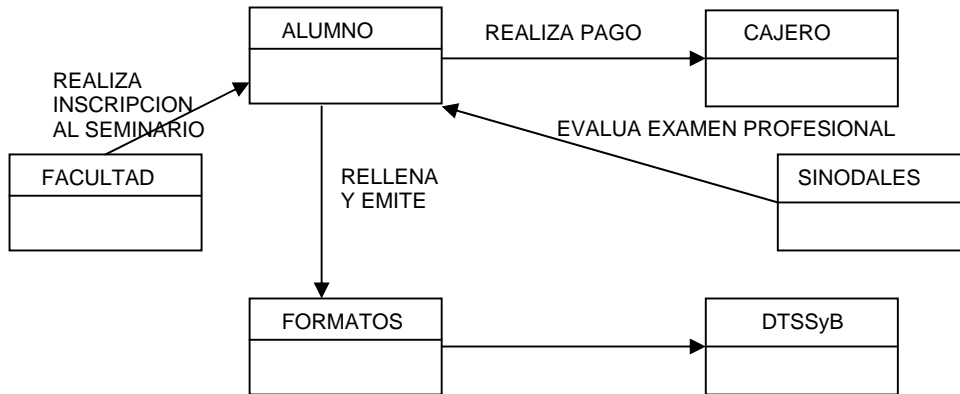 ALUMNO
REALIZA PAGO
CAJERO
REALIZA
INSCRIPCION
AL SEMINARIO
EVALUA EXAMEN PROFESIONAL
FACULTAD
RELLENA
Y EMITE
SINODALES
FORMATOS
DTSSyB